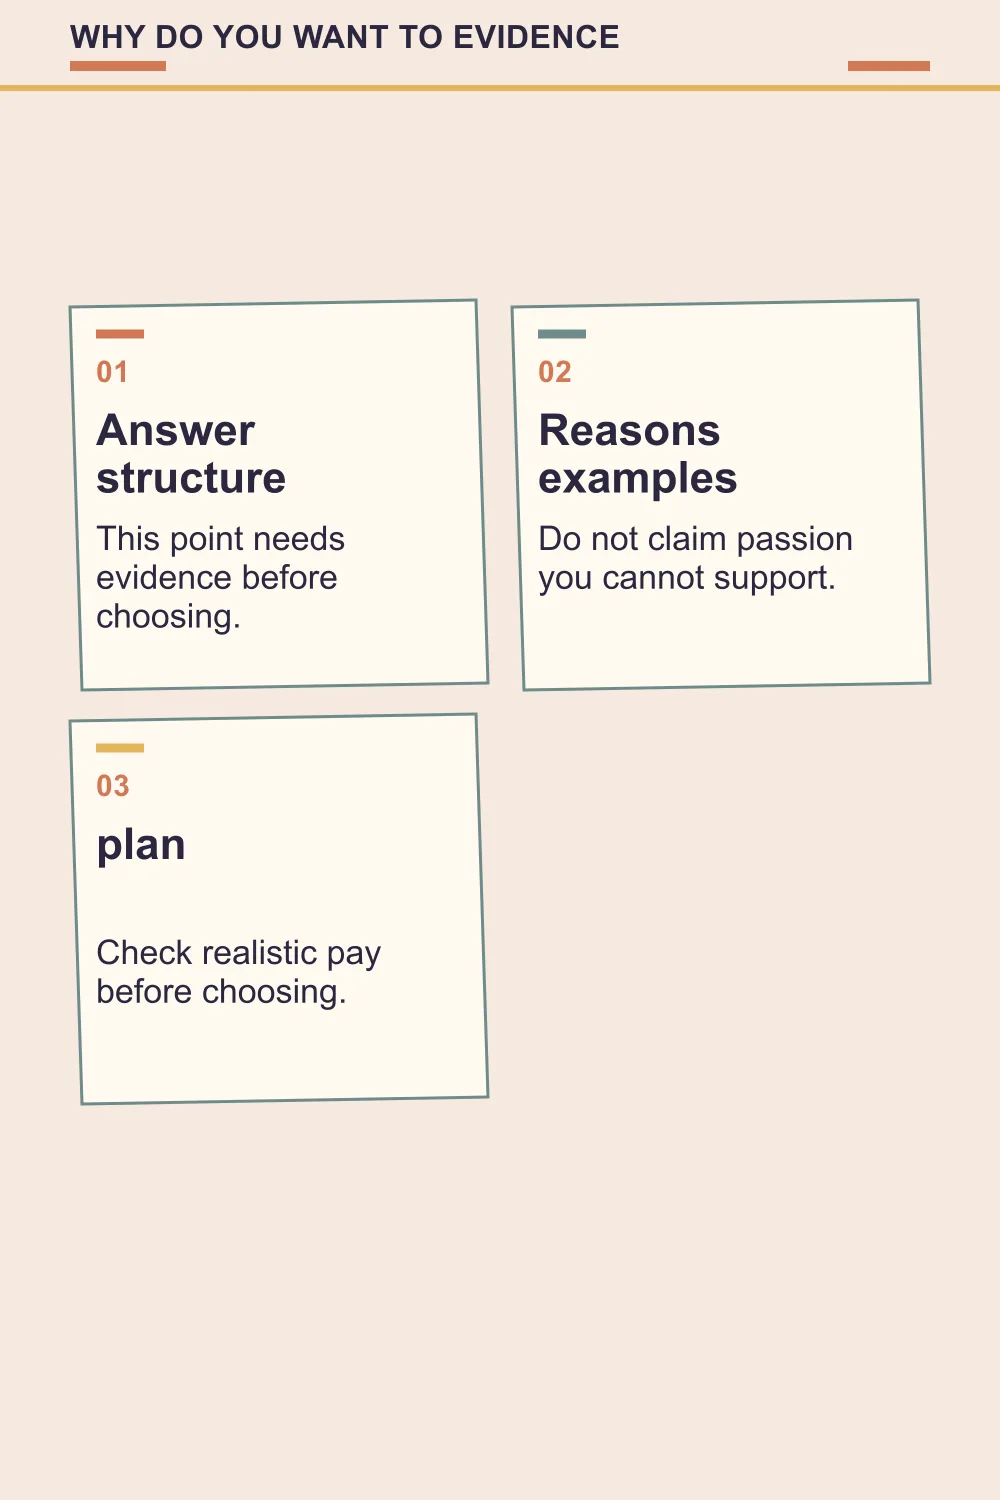 WHY DO YOU WANT TO EVIDENCE
01
Answer
structure
This point needs
evidence before
choosing.
02
Reasons
examples
Do not claim passion
you cannot support.
03
plan
Check realistic pay
before choosing.